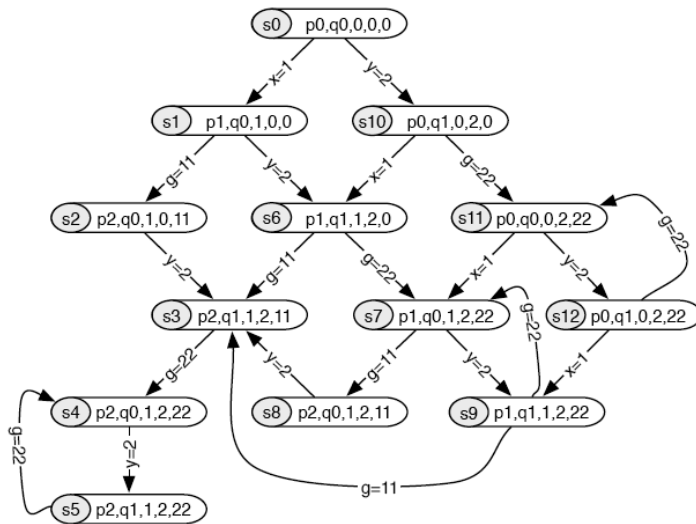 s0 p0,q0,0,0,0
x=1 y=2
s1 p1,q0,1,0,0
s10 p0,q1,0,2,0
g=11 y=2 x=1 g=22
s2 p2,q0,1,0,11
s6 p1,q1,1,2,0
s11 p0,q0,0,2,22
g=22
y=2 g=11 g=22 x=1 y=2
s3 p2,q1,1,2,11
s7 p1,q0,1,2,22
s12 p0,q1,0,2,22
g=22
g=22 y=2 g=11 y=2 x=1
s4 p2,q0,1,2,22
s8 p2,q0,1,2,11
s9 p1,q1,1,2,22
g=22
y=2
g=11
s5 p2,q1,1,2,22